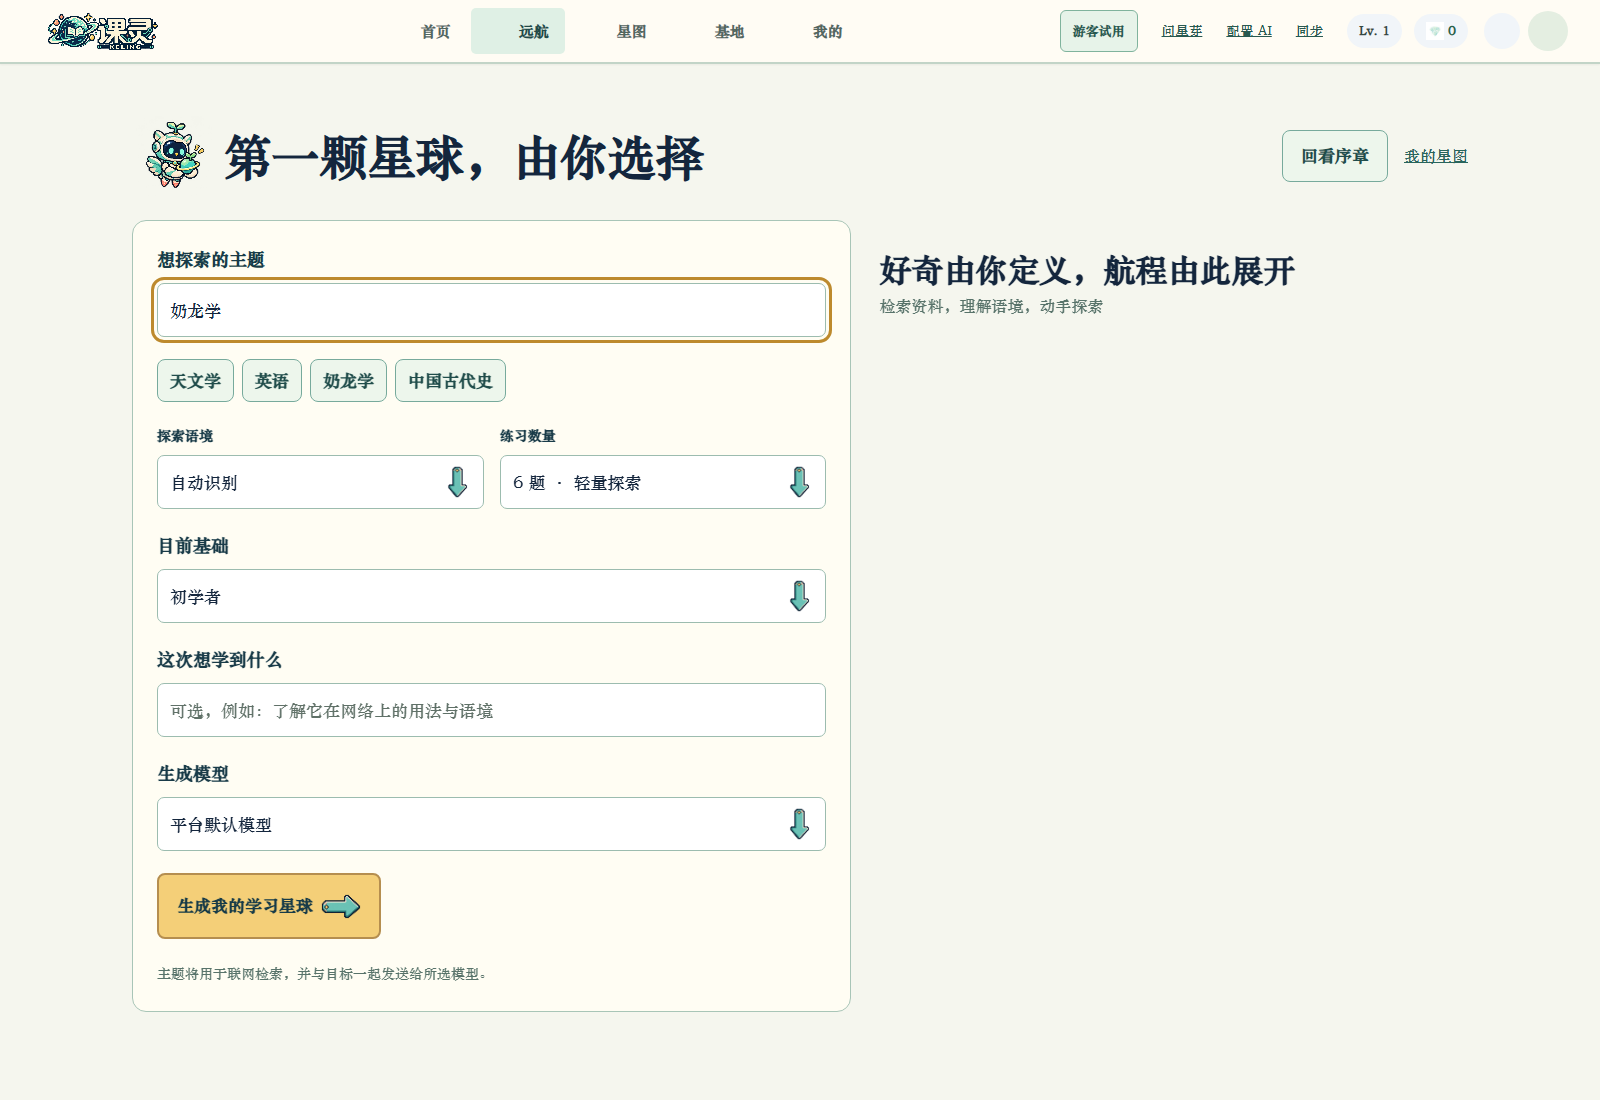 课灵
KELING
首页
远航
星图
基地
我的
游客试用
问星芽
配置 AI
同步
Lv. 1
0
第一颗星球，由你选择
回看序章
我的星图
想探索的主题
奶龙学
天文学
英语
奶龙学
中国古代史
探索语境
练习数量
自动识别
6 题 · 轻量探索
目前基础
初学者
这次想学到什么
可选，例如：了解它在网络上的用法与语境
生成模型
平台默认模型
生成我的学习星球
主题将用于联网检索，并与目标一起发送给所选模型。
好奇由你定义，航程由此展开
检索资料，理解语境，动手探索